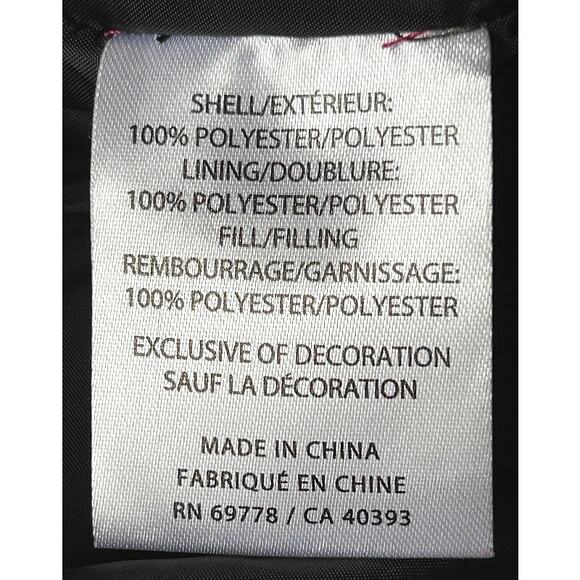 SHELL/EXTÉRIEUR:
100% POLYESTER/POLYESTER
LINING/DOUBLURE:
100% POLYESTER/POLYESTER
FILL/FILLING
REMBOURRAGE/GARNISSAGE:
100% POLYESTER/POLYESTER
EXCLUSIVE OF DECORATION
SAUF LA DÉCORATION
MADE IN CHINA
FABRIQUÉ EN CHINE
RN 69778 / CA 40393